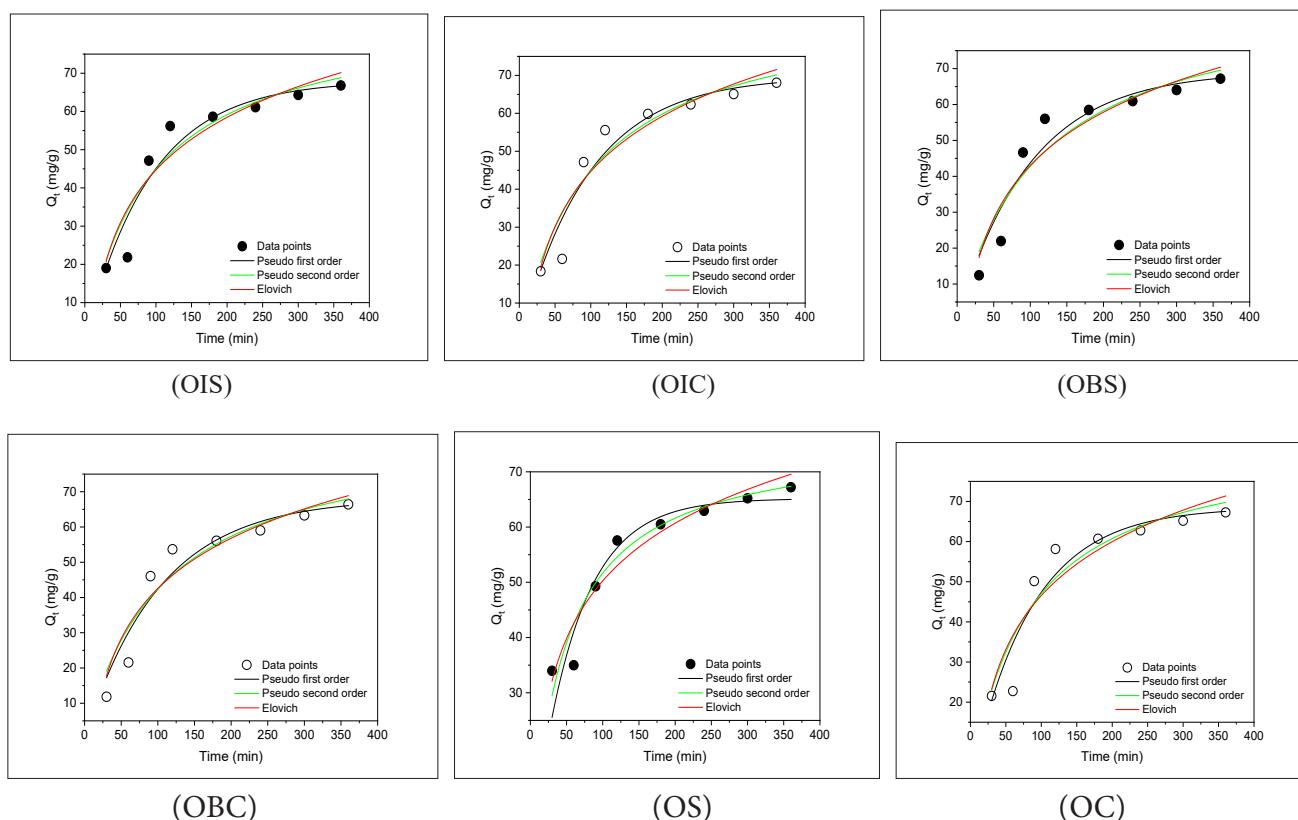 70
60
50
40
30
20
10
Q_t (mg/g)
Data points
Pseudo first order
Pseudo second order
Elovich
0 50 100 150 200 250 300 350 400
Time (min)
(OIS)
70
60
50
40
30
20
10
Q_t (mg/g)
Data points
Pseudo first order
Pseudo second order
Elovich
0 50 100 150 200 250 300 350 400
Time (min)
(OIC)
70
60
50
40
30
20
10
Q_t (mg/g)
Data points
Pseudo first order
Pseudo second order
Elovich
0 50 100 150 200 250 300 350 400
Time (min)
(OBS)
70
60
50
40
30
20
10
Q_t (mg/g)
Data points
Pseudo first order
Pseudo second order
Elovich
0 50 100 150 200 250 300 350 400
Time (min)
(OBC)
70
60
50
40
30
Q_t (mg/g)
Data points
Pseudo first order
Pseudo second order
Elovich
0 50 100 150 200 250 300 350 400
Time (min)
(OS)
80
70
60
50
40
30
20
Q_t (mg/g)
Data points
Pseudo first order
Pseudo second order
Elovich
0 50 100 150 200 250 300 350 400
Time (min)
(OC)